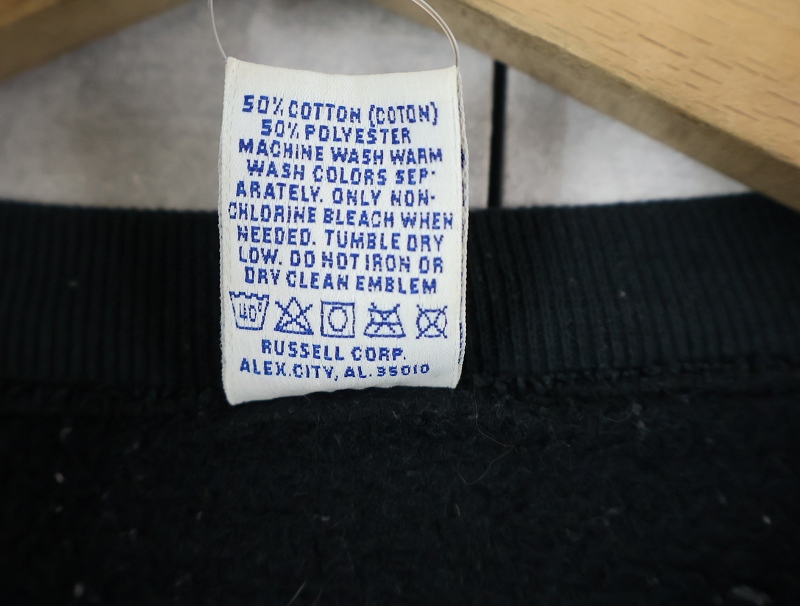 50% COTTON (COTON)
50% POLYESTER
MACHINE WASH WARM
WASH COLORS SEP-
ARATELY. ONLY NON-
CHLORINE BLEACH WHEN
NEEDED. TUMBLE DRY
LOW. DO NOT IRON OR
DRY CLEAN EMBLEM
40°
RUSSELL CORP.
ALEX.CITY, AL. 35010